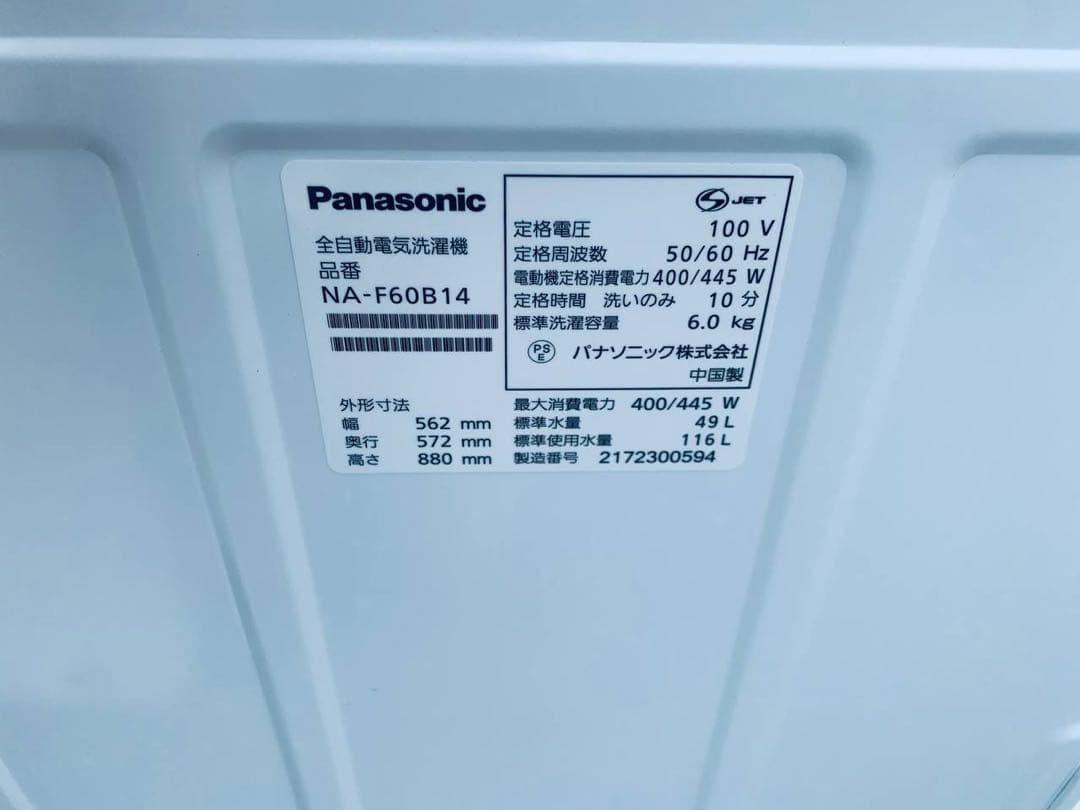 Panasonic
全自動電気洗濯機
品番
NA-F60B14
外形寸法
幅 562 mm
奥行 572 mm
高さ 880 mm
S JET
定格電圧 100 V
定格周波数 50/60 Hz
電動機定格消費電力 400/445 W
定格時間 洗いのみ 10 分
標準洗濯容量 6.0 kg
PS E パナソニック株式会社
中国製
最大消費電力 400/445 W
標準水量 49 L
標準使用水量 116 L
製造番号 2172300594